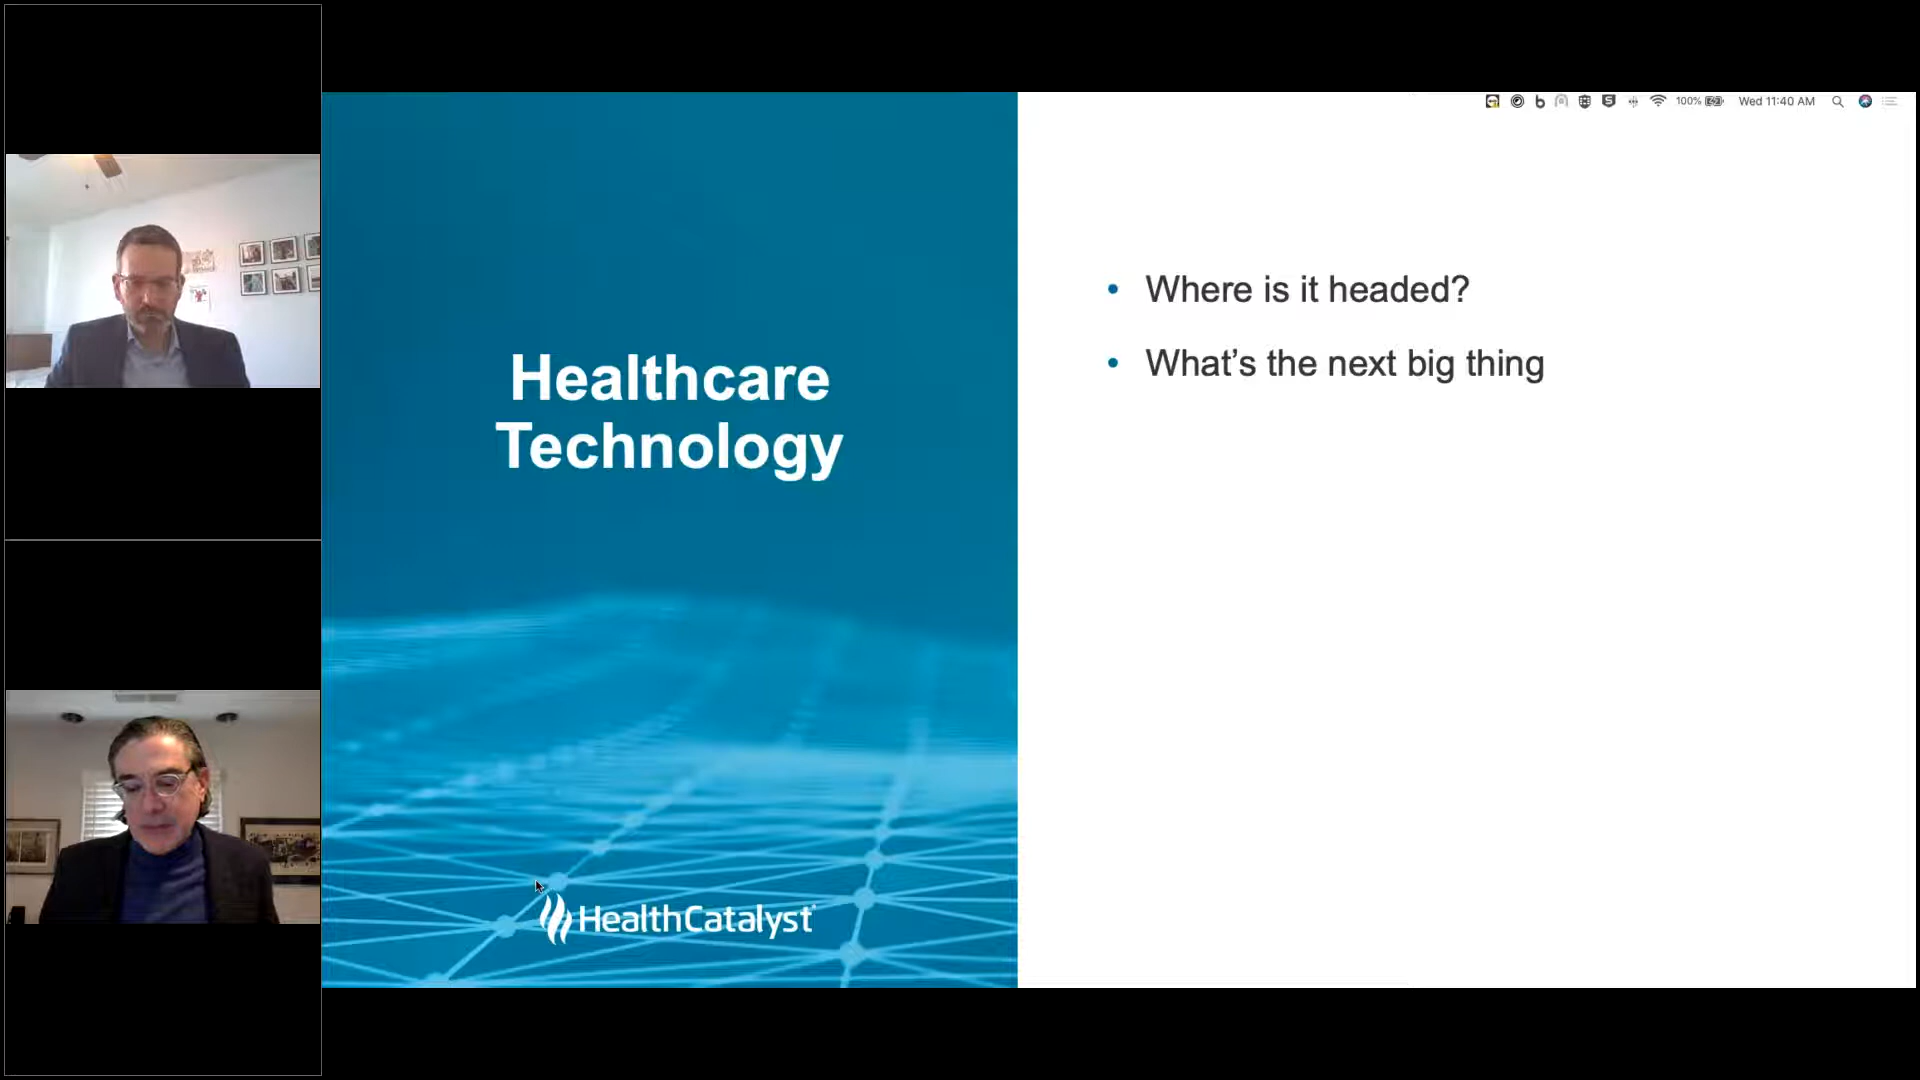 100%
Wed 11:40 AM
Healthcare
Technology
HealthCatalyst
• Where is it headed?
• What’s the next big thing